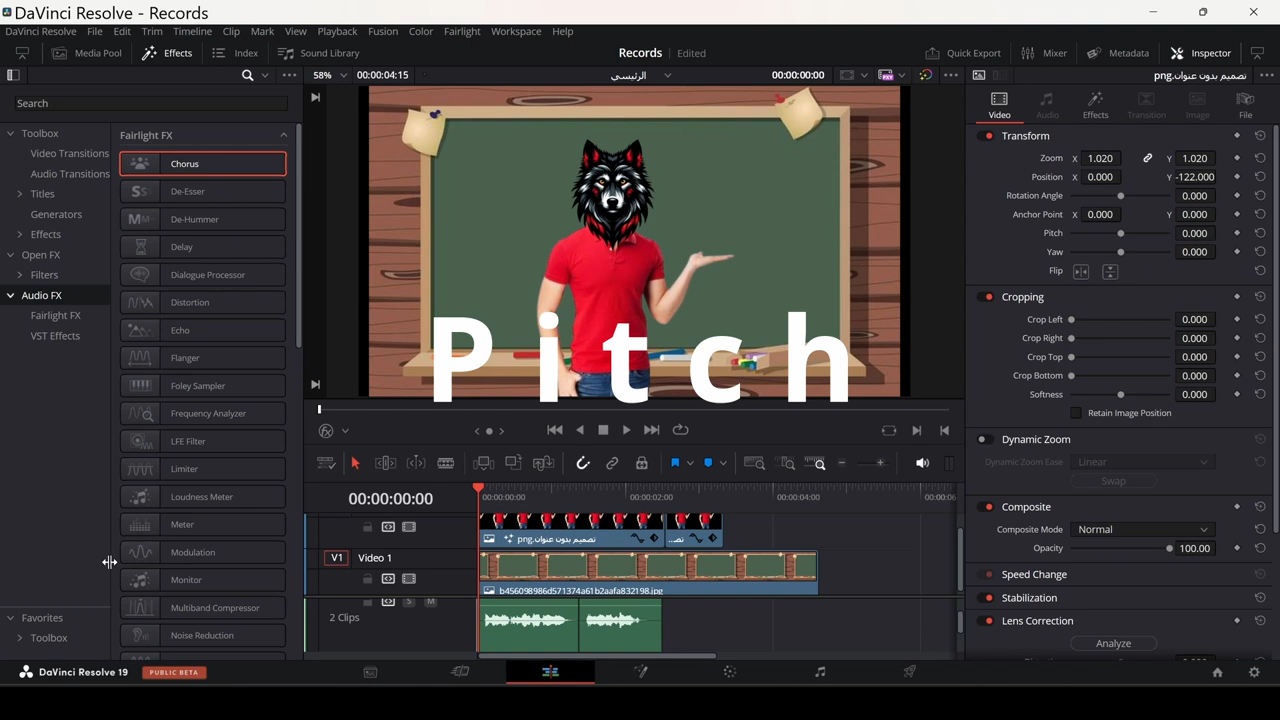 DaVinci Resolve - Records
DaVinci Resolve File Edit Trim Timeline Clip Mark View Playback Fusion Color Fairlight Workspace Help
Media Pool Effects Index Sound Library Records Edited Quick Export Mixer Metadata Inspector
58% 00:00:04:15 الرئيسي 00:00:00:00 تصميم بدون عنوان.png
Search
Toolbox
Video Transitions
Audio Transitions
Titles
Generators
Effects
Open FX
Filters
Audio FX
Fairlight FX
VST Effects
Favorites
Toolbox
Fairlight FX
Chorus
De-Esser
De-Hummer
Delay
Dialogue Processor
Distortion
Echo
Flanger
Foley Sampler
Frequency Analyzer
LFE Filter
Limiter
Loudness Meter
Meter
Modulation
Monitor
Multiband Compressor
Noise Reduction
Pitch
00:00:00:00
00:00:00:00 00:00:02:00 00:00:04:00 00:00:06
تصميم بدون عنوان.png
V1 Video 1
b456098986d571374a61b2aafa832198.jpg
S M
2 Clips
Video Audio Effects Transition Image File
Transform
Zoom X 1.020 Y 1.020
Position X 0.000 Y -122.000
Rotation Angle 0.000
Anchor Point X 0.000 Y 0.000
Pitch 0.000
Yaw 0.000
Flip
Cropping
Crop Left 0.000
Crop Right 0.000
Crop Top 0.000
Crop Bottom 0.000
Softness 0.000
Retain Image Position
Dynamic Zoom
Dynamic Zoom Ease Linear
Swap
Composite
Composite Mode Normal
Opacity 100.00
Speed Change
Stabilization
Lens Correction
Analyze
DaVinci Resolve 19 PUBLIC BETA